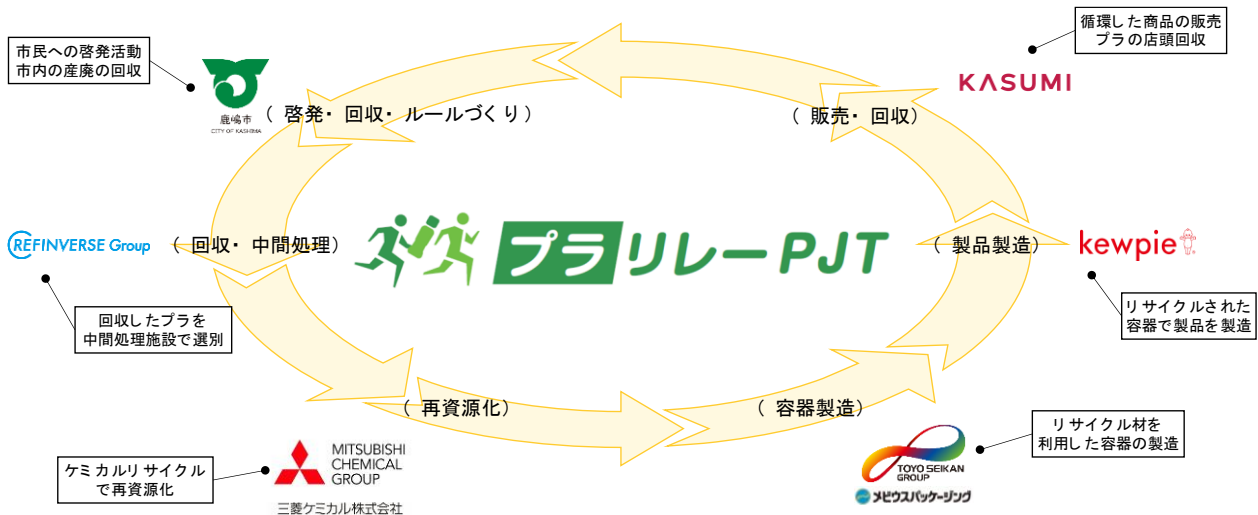 循環した商品の販売
プラの店頭回収
市民への啓発活動
市内の産廃の回収
KASUMI
鹿嶋市
CITY OF KASHIMA
(啓発・回収・ルールづくり)
(販売・回収)
REFINVERSE Group
(回収・中間処理)
プラリレーPJT
(製品製造)
kewpie
回収したプラを
中間処理施設で選別
リサイクルされた
容器で製品を製造
(再資源化)
(容器製造)
リサイクル材を
利用した容器の製造
MITSUBISHI
CHEMICAL
GROUP
三菱ケミカル株式会社
ケミカルリサイクル
で再資源化
TOYO SEIKAN
GROUP
メビウスパッケージング